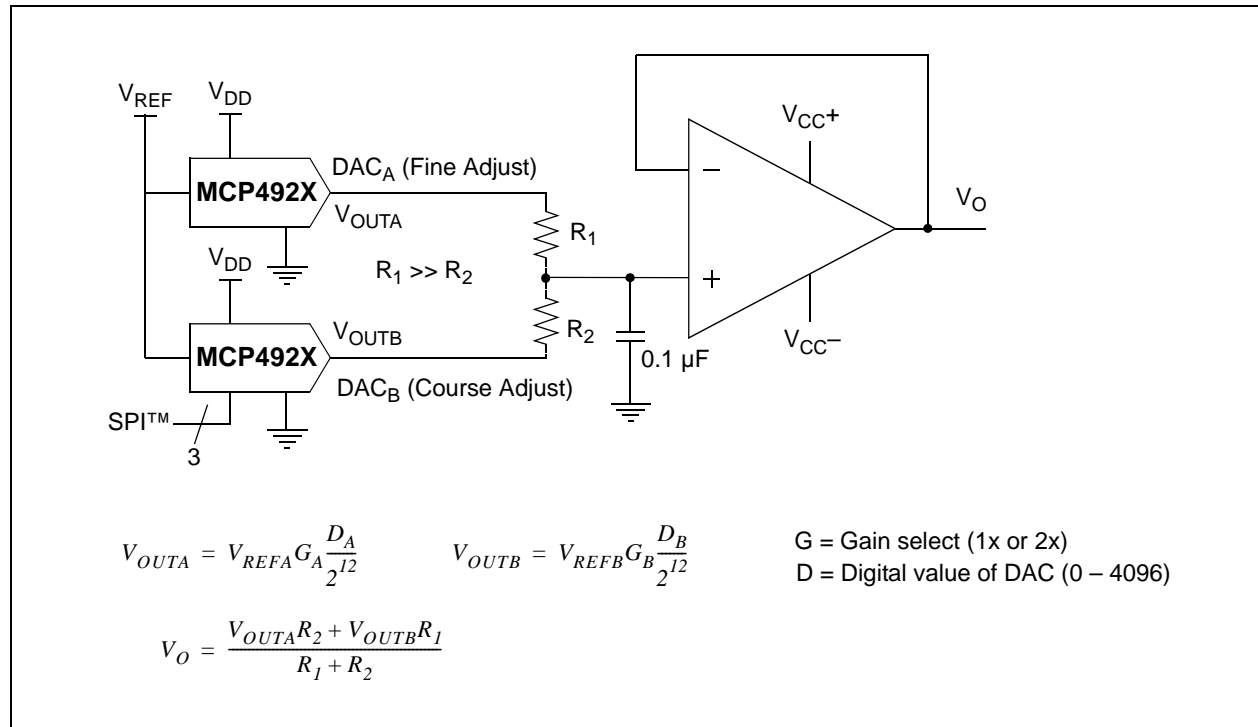 V_REF
V_DD
MCP492X
DAC_A (Fine Adjust)
V_OUTA
V_DD
R_1 >> R_2
R_1
R_2
MCP492X
V_OUTB
DAC_B (Course Adjust)
SPI™
3
0.1 µF
−
+
V_CC+
V_CC−
V_O
V_OUTA = V_REFA G_A D_A/2^12
V_OUTB = V_REFB G_B D_B/2^12
G = Gain select (1x or 2x)
D = Digital value of DAC (0 – 4096)
V_O = (V_OUTA R_2 + V_OUTB R_1)/(R_1 + R_2)